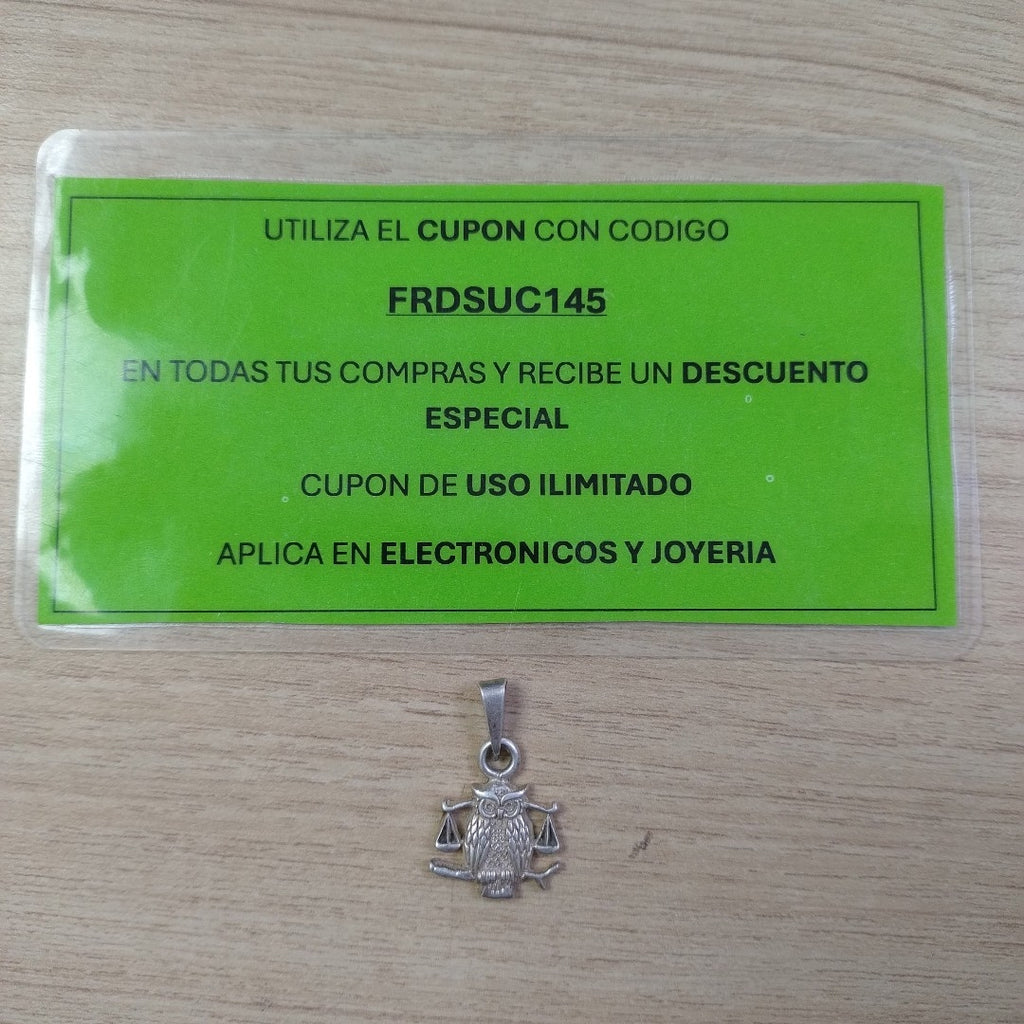 UTILIZA EL CUPON CON CODIGO
FRDSUC145
EN TODAS TUS COMPRAS Y RECIBE UN DESCUENTO
ESPECIAL
CUPON DE USO ILIMITADO
APLICA EN ELECTRONICOS Y JOYERIA